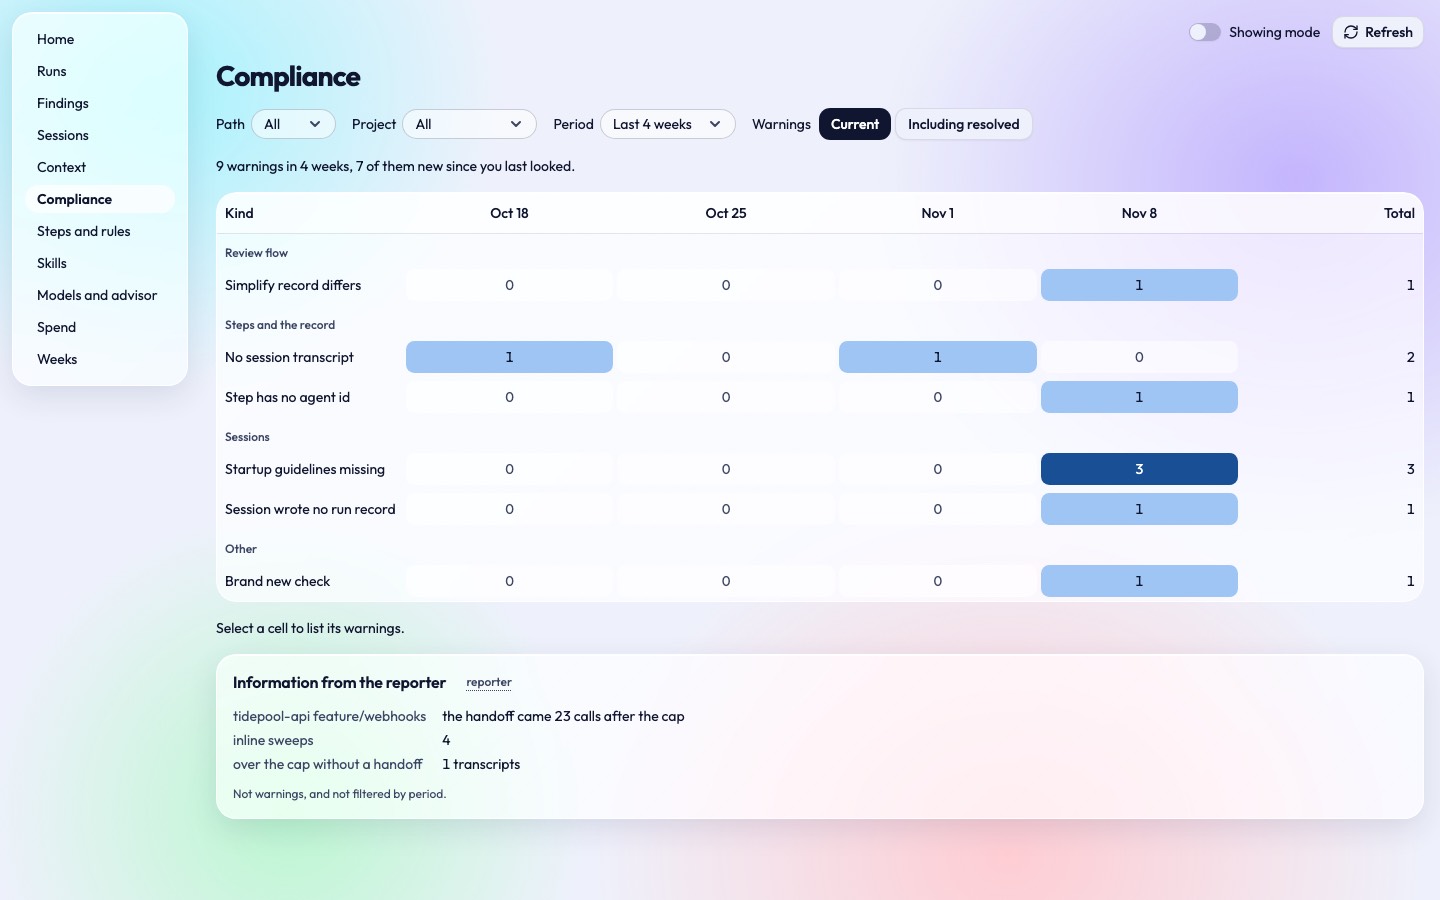 Home
Runs
Findings
Sessions
Context
Compliance
Steps and rules
Skills
Models and advisor
Spend
Weeks
Showing mode Refresh
Compliance
Path All Project All Period Last 4 weeks Warnings Current Including resolved
9 warnings in 4 weeks, 7 of them new since you last looked.
Kind Oct 18 Oct 25 Nov 1 Nov 8 Total
Review flow
Simplify record differs 0 0 0 1 1
Steps and the record
No session transcript 1 0 1 0 2
Step has no agent id 0 0 0 1 1
Sessions
Startup guidelines missing 0 0 0 3 3
Session wrote no run record 0 0 0 1 1
Other
Brand new check 0 0 0 1 1
Select a cell to list its warnings.
Information from the reporter reporter
tidepool-api feature/webhooks the handoff came 23 calls after the cap
inline sweeps 4
over the cap without a handoff 1 transcripts
Not warnings, and not filtered by period.